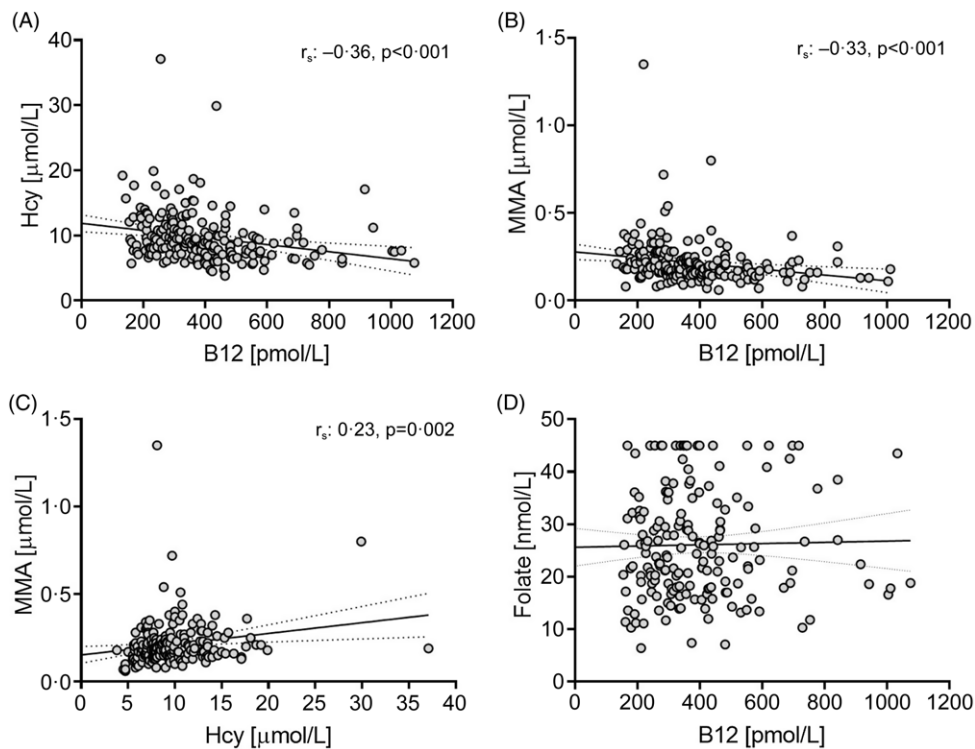 (A)
40
30
20
10
0
Hcy [μmol/L]
rₛ: –0·36, p<0·001
0 200 400 600 800 1000 1200
B12 [pmol/L]
(B)
1·5
1·0
0·5
0·0
MMA [μmol/L]
rₛ: –0·33, p<0·001
0 200 400 600 800 1000 1200
B12 [pmol/L]
(C)
1·5
1·0
0·5
0·0
MMA [μmol/L]
rₛ: 0·23, p=0·002
0 5 10 15 20 25 30 35 40
Hcy [μmol/L]
(D)
50
40
30
20
10
0
Folate [nmol/L]
0 200 400 600 800 1000 1200
B12 [pmol/L]